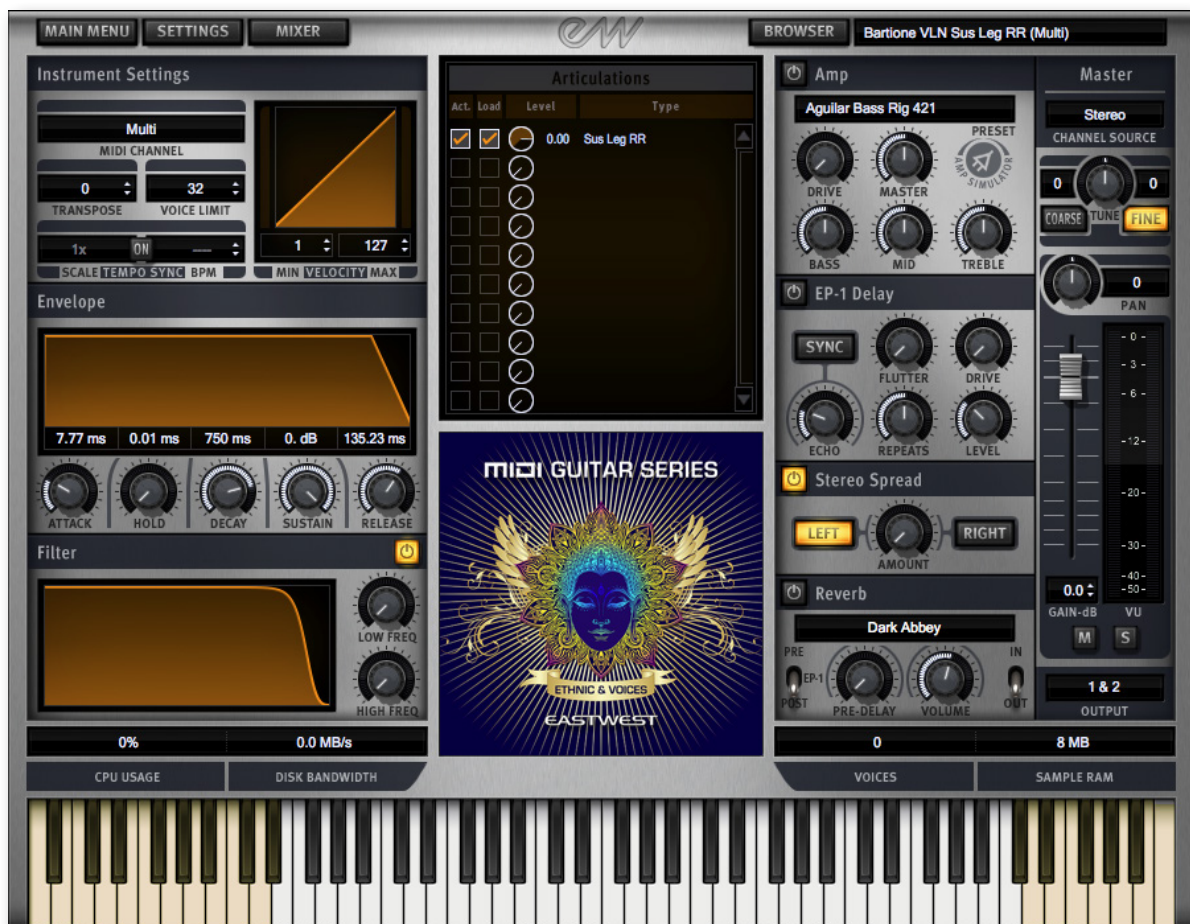 MAIN MENU SETTINGS MIXER
ew
BROWSER Bartione VLN Sus Leg RR (Multi)
Instrument Settings
Multi
MIDI CHANNEL
0 32
TRANSPOSE VOICE LIMIT
1x ON ---
SCALE TEMPO SYNC BPM
1 127
MIN VELOCITY MAX
Envelope
7.77 ms 0.01 ms 750 ms 0. dB 135.23 ms
ATTACK HOLD DECAY SUSTAIN RELEASE
Filter
LOW FREQ
HIGH FREQ
0% 0.0 MB/s
CPU USAGE DISK BANDWIDTH
Articulations
Act. Load Level Type
0.00 Sus Leg RR
MIDI GUITAR SERIES
ETHNIC & VOICES
EASTWEST
Amp
Aguilar Bass Rig 421
PRESET
AMP SIMULATOR
DRIVE MASTER
BASS MID TREBLE
EP-1 Delay
SYNC
FLUTTER DRIVE
ECHO REPEATS LEVEL
Stereo Spread
LEFT RIGHT
AMOUNT
Reverb
Dark Abbey
PRE IN
EP-1
POST PRE-DELAY VOLUME OUT
Master
Stereo
CHANNEL SOURCE
0 0
COARSE TUNE FINE
0
PAN
-0-
-3-
-6-
-12-
-20-
-30-
-40-
-50-
0.0
GAIN-dB VU
M S
1 & 2
OUTPUT
0 8 MB
VOICES SAMPLE RAM